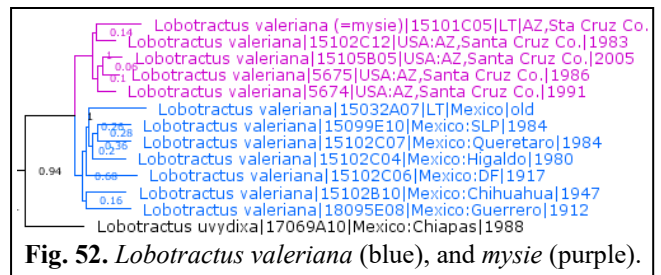 Lobotractus valeriana (=mysie)|15101C05|LT|AZ,Sta Cruz Co.
0.14
Lobotractus valeriana|15102C12|USA:AZ,Santa Cruz Co.|1983
1
Lobotractus valeriana|15105B05|USA:AZ,Santa Cruz Co.|2005
0.06
0.1
Lobotractus valeriana|5675|USA:AZ,Santa Cruz Co.|1986
Lobotractus valeriana|5674|USA:AZ,Santa Cruz Co.|1991
Lobotractus valeriana|15032A07|LT|Mexico|old
1
Lobotractus valeriana|15099E10|Mexico:SLP|1984
0.26
0.28
Lobotractus valeriana|15102C07|Mexico:Queretaro|1984
0.36
0.2
Lobotractus valeriana|15102C04|Mexico:Higaldo|1980
0.94
0.68
Lobotractus valeriana|15102C06|Mexico:DF|1917
Lobotractus valeriana|15102B10|Mexico:Chihuahua|1947
0.16
Lobotractus valeriana|18095E08|Mexico:Guerrero|1912
Lobotractus uvydixa|17069A10|Mexico:Chiapas|1988
Fig. 52. Lobotractus valeriana (blue), and mysie (purple).